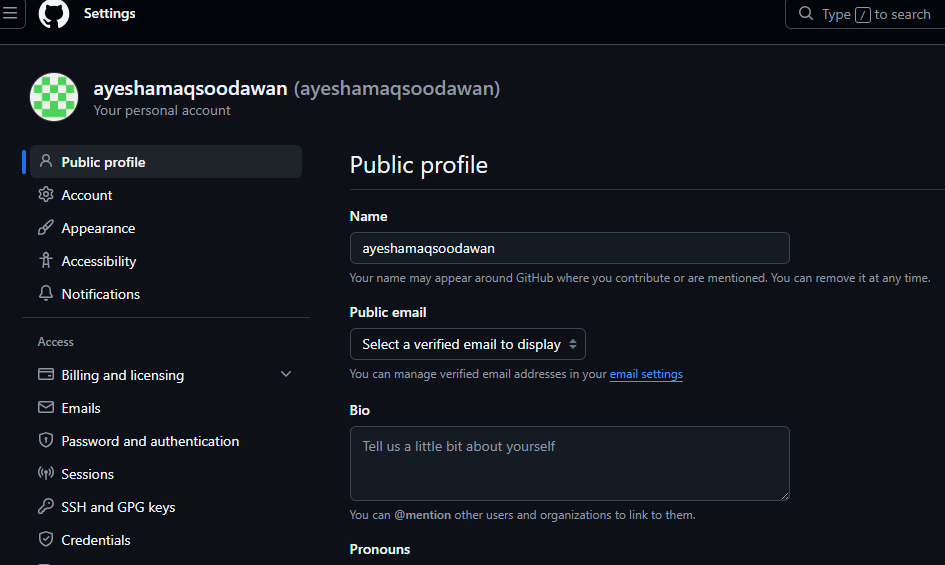 Settings
Type / to search
ayeshamaqsoodawan (ayeshamaqsoodawan)
Your personal account
Public profile
Account
Appearance
Accessibility
Notifications
Access
Billing and licensing
Emails
Password and authentication
Sessions
SSH and GPG keys
Credentials
Public profile
Name
ayeshamaqsoodawan
Your name may appear around GitHub where you contribute or are mentioned. You can remove it at any time.
Public email
Select a verified email to display
You can manage verified email addresses in your email settings
Bio
Tell us a little bit about yourself
You can @mention other users and organizations to link to them.
Pronouns